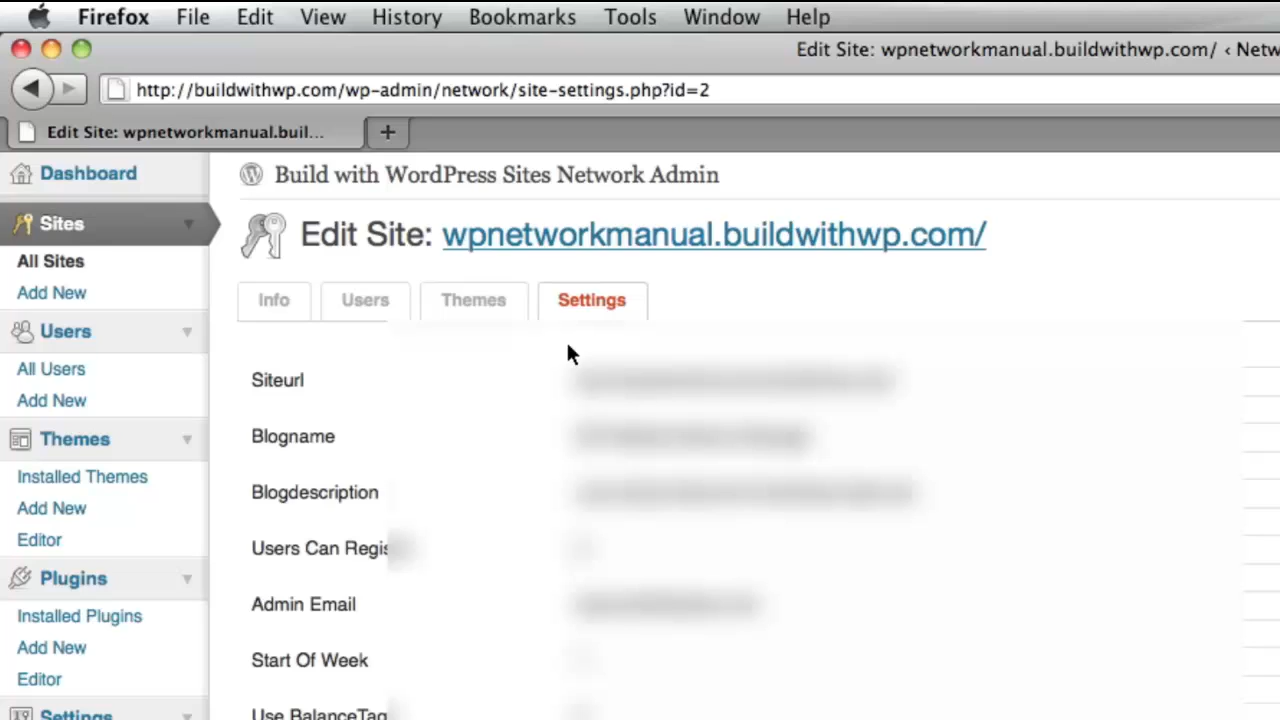 Firefox File Edit View History Bookmarks Tools Window Help
Edit Site: wpnetworkmanual.buildwithwp.com/ ‹ Netw
http://buildwithwp.com/wp-admin/network/site-settings.php?id=2
Edit Site: wpnetworkmanual.buil...
Dashboard
Sites
All Sites
Add New
Users
All Users
Add New
Themes
Installed Themes
Add New
Editor
Plugins
Installed Plugins
Add New
Editor
Settings
Build with WordPress Sites Network Admin
Edit Site: wpnetworkmanual.buildwithwp.com/
Info Users Themes Settings
Siteurl
Blogname
Blogdescription
Users Can Regis
Admin Email
Start Of Week
Use BalanceTag